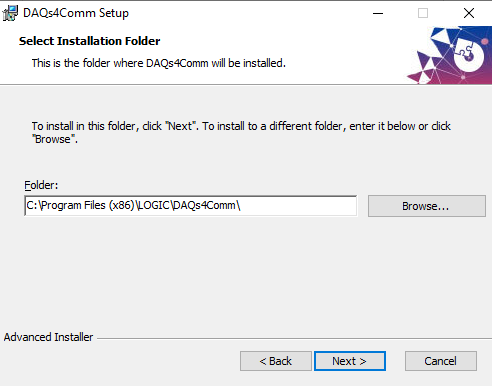 DAQs4Comm Setup
Select Installation Folder
This is the folder where DAQs4Comm will be installed.
To install in this folder, click "Next". To install to a different folder, enter it below or click
"Browse".
Folder:
C:\Program Files (x86)\LOGIC\DAQs4Comm\
Browse...
Advanced Installer
< Back
Next >
Cancel